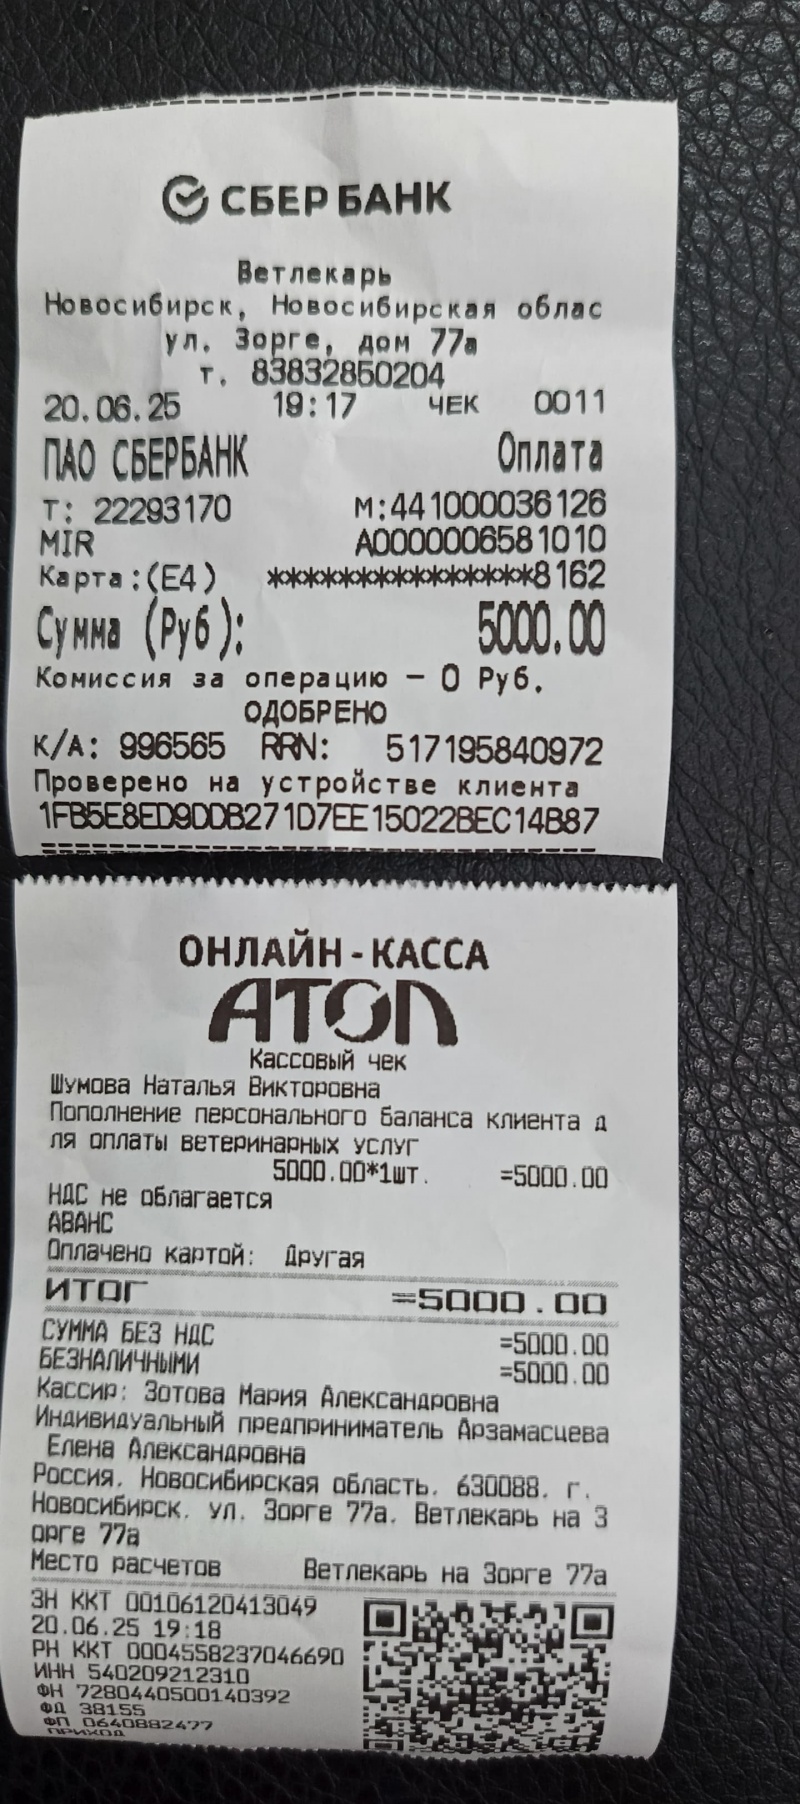 СБЕР БАНК
Ветлекарь
Новосибирск, Новосибирская облас
ул. Зорге, дом 77а
т. 83832850204
20.06.25 19:17 ЧЕК 0011
ПАО СБЕРБАНК Оплата
Т: 22293170 М:441000036126
MIR A0000006581010
Карта:(E4) ***************8162
Сумма (Руб): 5000.00
Комиссия за операцию – 0 Руб.
ОДОБРЕНО
К/А: 996565 RRN: 517195840972
Проверено на устройстве клиента
1FB5E8ED9DDB271D7EE15022BEC14B87
ОНЛАЙН-КАССА
АТОЛ
Кассовый чек
Шумова Наталья Викторовна
Пополнение персонального баланса клиента д
ля оплаты ветеринарных услуг
5000.00*1шт. =5000.00
НДС не облагается
АВАНС
Оплачено картой: Другая
ИТОГ =5000.00
СУММА БЕЗ НДС =5000.00
БЕЗНАЛИЧНЫМИ =5000.00
Кассир: Зотова Мария Александровна
Индивидуальный предприниматель Арзамасцева
Елена Александровна
Россия, Новосибирская область, 630088, г.
Новосибирск, ул. Зорге 77а, Ветлекарь на З
орге 77а
Место расчетов Ветлекарь на Зорге 77а
ЗН ККТ 00106120413049
20.06.25 19:18
РН ККТ 0004558237046690
ИНН 540209212310
ФН 7280440500140392
ФД 38155
ФП 0640882477
ПРИХОД